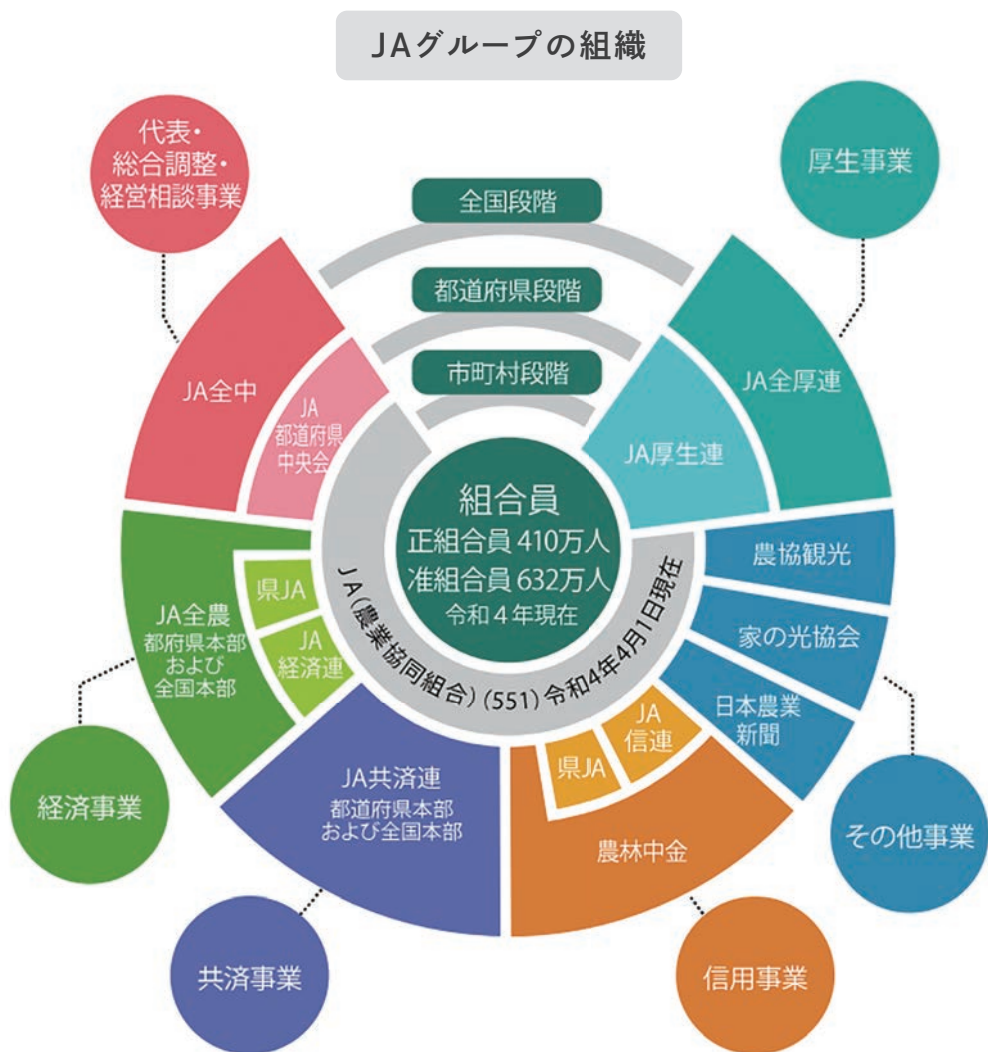 JAグループの組織
代表・
総合調整・
経営相談事業
厚生事業
全国段階
都道府県段階
市町村段階
JA全中
JA
都道府県
中央会
JA厚生連
JA全厚連
組合員
正組合員 410万人
准組合員 632万人
令和4年現在
JA(農業協同組合)(551)令和4年4月1日現在
JA全農
都府県本部
および
全国本部
県JA
JA
経済連
農協観光
家の光協会
日本農業
新聞
JA共済連
都道府県本部
および全国本部
県JA
JA
信連
農林中金
経済事業
その他事業
共済事業
信用事業